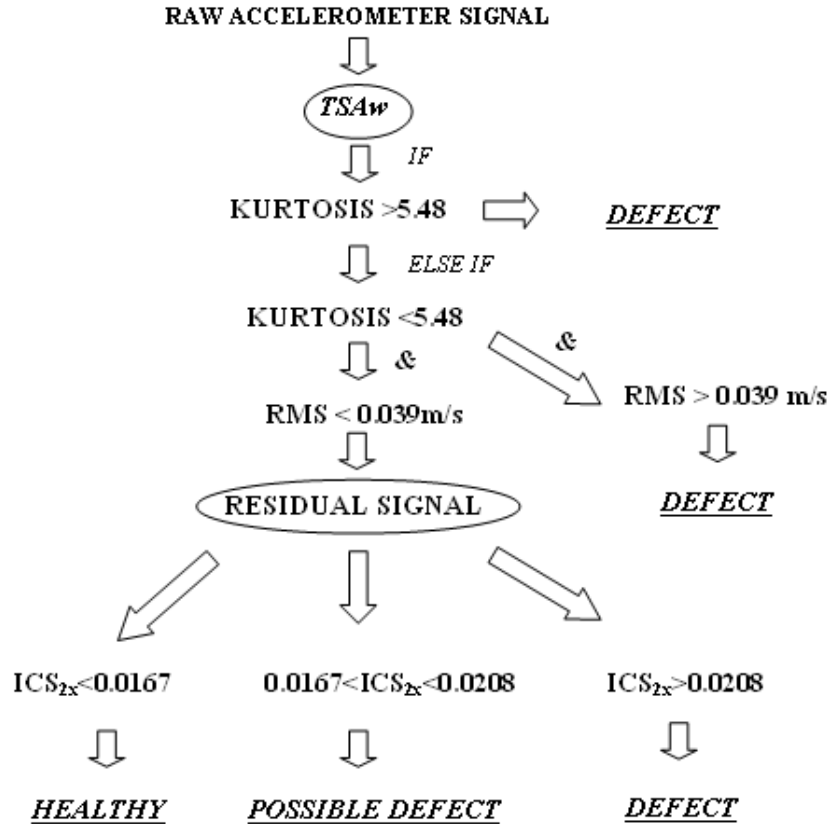 RAW ACCELEROMETER SIGNAL
TSAw
IF
KURTOSIS >5.48
DEFECT
ELSE IF
KURTOSIS <5.48
&
&
RMS < 0.039m/s
RMS > 0.039 m/s
RESIDUAL SIGNAL
DEFECT
ICS2x<0.0167
0.0167<ICS2x<0.0208
ICS2x>0.0208
HEALTHY
POSSIBLE DEFECT
DEFECT